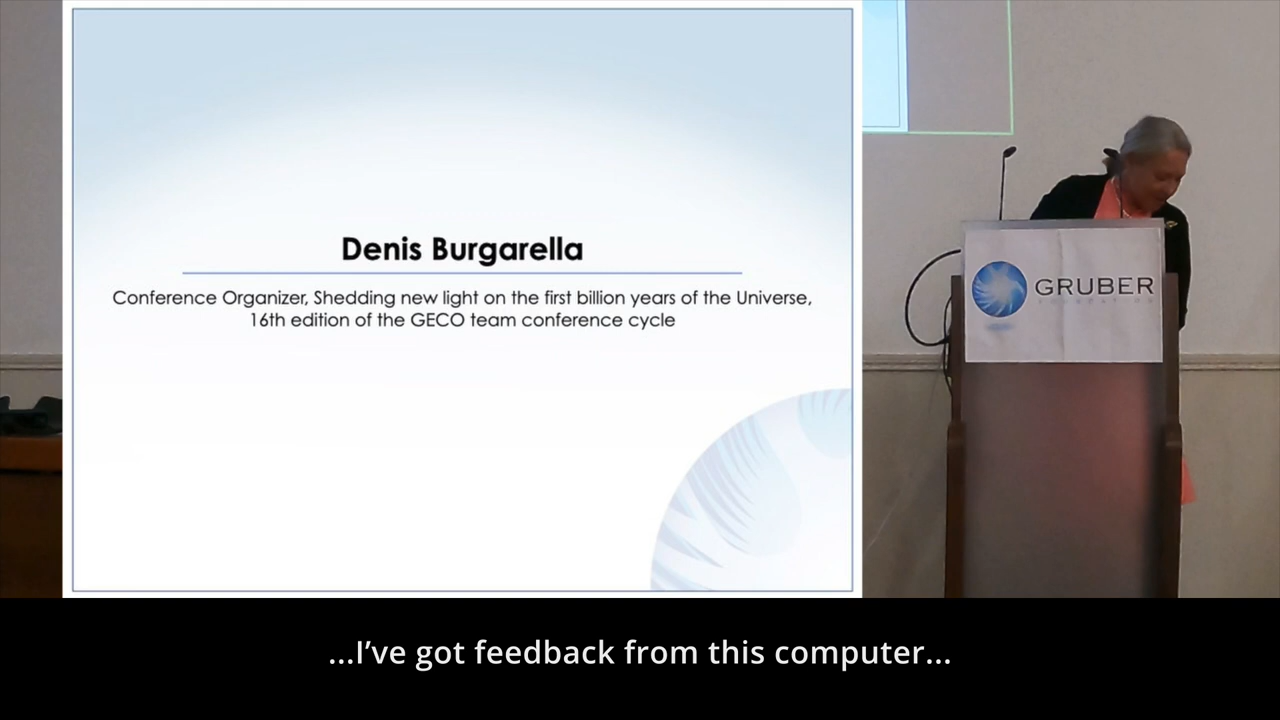 Denis Burgarella
Conference Organizer, Shedding new light on the first billion years of the Universe,
16th edition of the GECO team conference cycle
GRUBER
...I've got feedback from this computer...